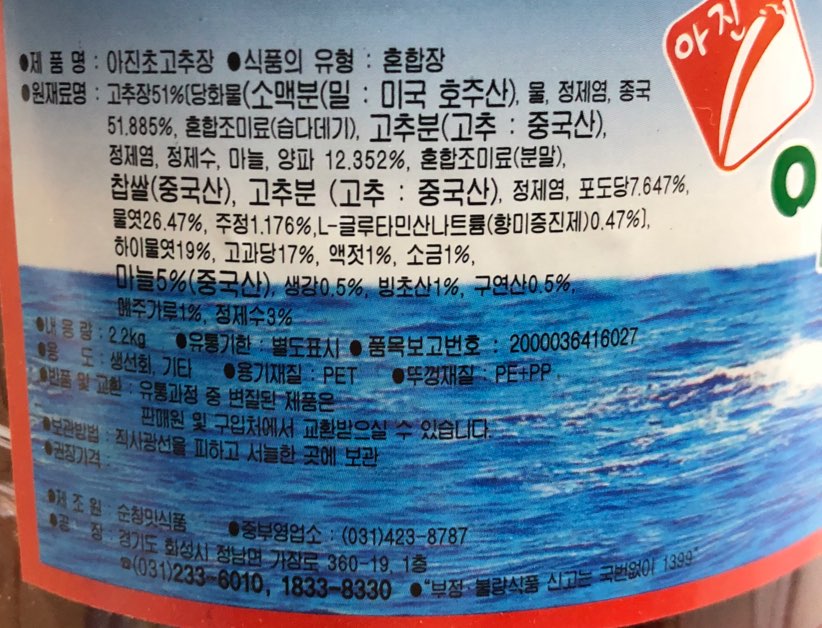 아진
●제 품 명 : 아진초고추장 ●식품의 유형 : 혼합장
●원재료명 : 고추장51%[당화물(소맥분(밀 : 미국 호주산), 물, 정제염, 종국
51.885%, 혼합조미료(습다데기), 고추분(고추 : 중국산),
정제염, 정제수, 마늘, 양파 12.352%, 혼합조미료(분말),
찹쌀(중국산), 고추분 (고추 : 중국산), 정제염, 포도당7.647%,
물엿26.47%, 주정1.176%,L-글루타민산나트륨(향미증진제)0.47%],
하이물엿19%, 고과당17%, 액젓1%, 소금1%,
마늘5%(중국산), 생강0.5%, 빙초산1%, 구연산0.5%,
메주가루1%, 정제수3%
●내 용 량 : 2.2kg ●유통기한 : 별도표시 ● 품목보고번호 : 2000036416027
●용 도 : 생선회, 기타 ●용기재질 : PET ●뚜껑재질 : PE+PP
●반품 및 교환 : 유통과정 중 변질된 제품은
판매원 및 구입처에서 교환받으실 수 있습니다.
●보관방법 : 직사광선을 피하고 서늘한 곳에 보관
●권장가격 :
●제 조 원 : 순창맛식품 ●중부영업소 : (031)423-8787
●공 장 : 경기도 화성시 정남면 가장로 360-19, 1층
☎(031)233-6010, 1833-8330 ●"부정·불량식품 신고는 국번없이 1399"